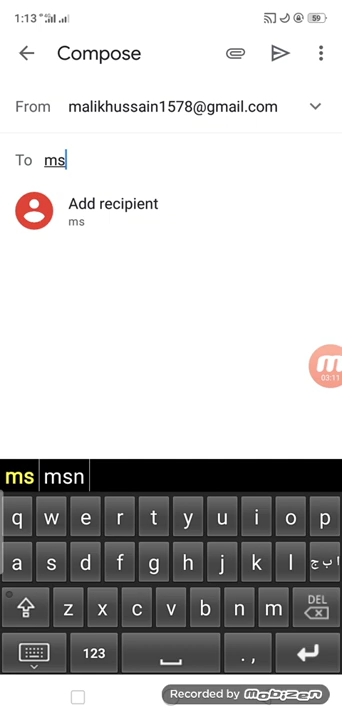 1:13
59
Compose
From malikhussain1578@gmail.com
To ms
Add recipient
ms
m
03:11
ms msn
q w e r t y u i o p
a s d f g h j k l ا ب ج
z x c v b n m DEL
123 . ,
Recorded by mobizen